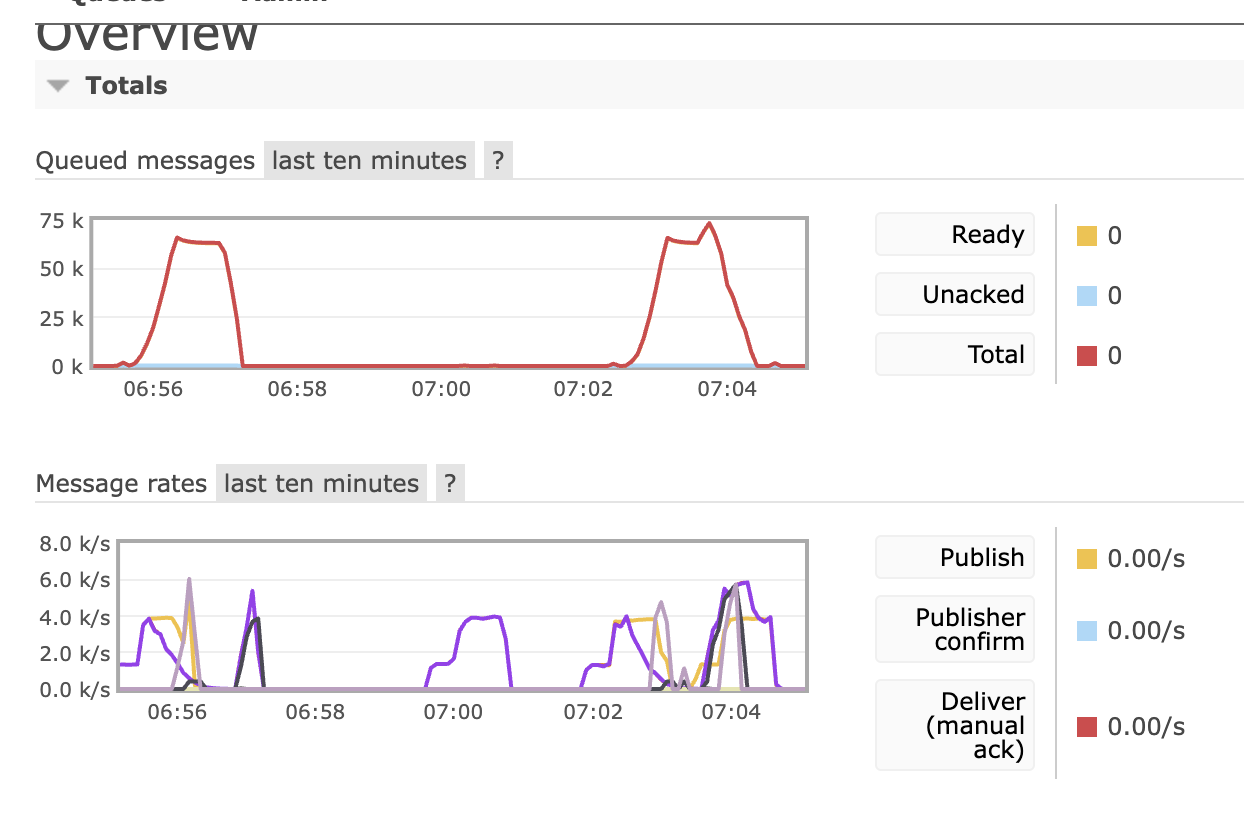 Queues Admin
Overview
Totals
Queued messages last ten minutes ?
75 k
50 k
25 k
0 k
06:56 06:58 07:00 07:02 07:04
Ready 0
Unacked 0
Total 0
Message rates last ten minutes ?
8.0 k/s
6.0 k/s
4.0 k/s
2.0 k/s
0.0 k/s
06:56 06:58 07:00 07:02 07:04
Publish 0.00/s
Publisher
confirm 0.00/s
Deliver
(manual 0.00/s
ack)